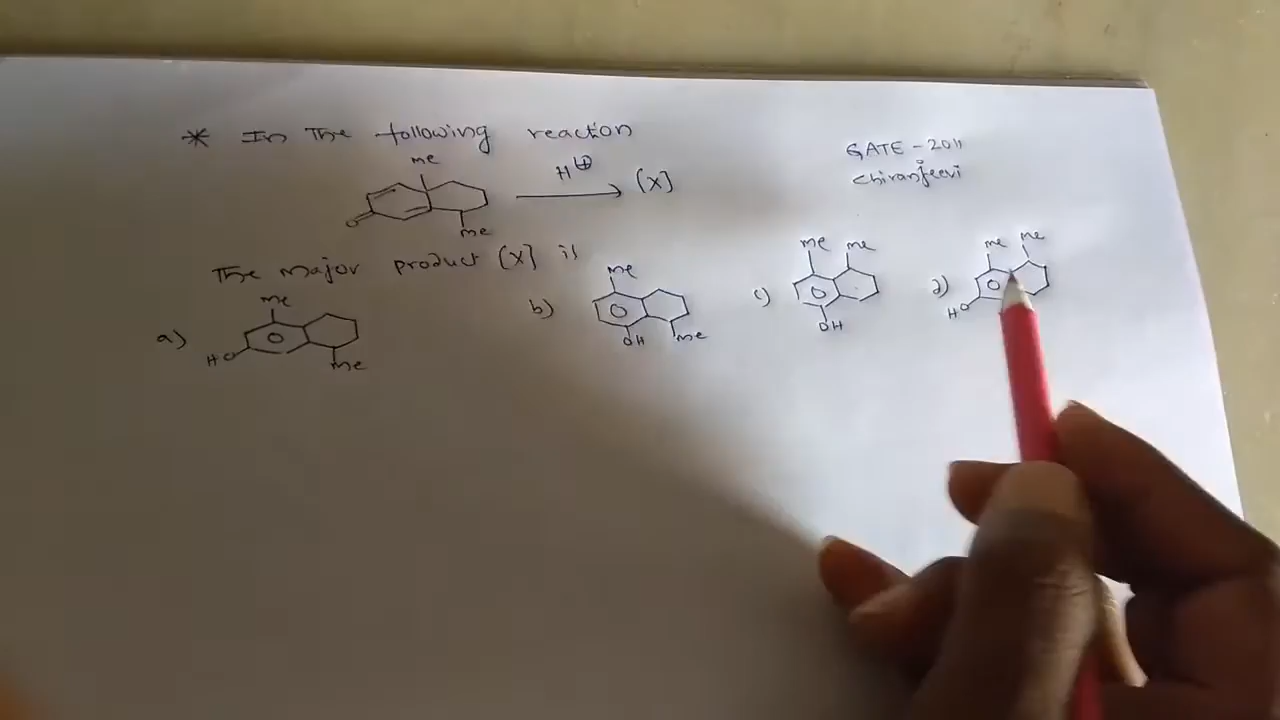 * In The following reaction
GATE - 2011
Chiranjeevi
me
H⊕
(X]
O
me
The major product (X] is
a)
me
HO
me
b)
me
OH
me
c)
me
me
OH
d)
me
me
HO